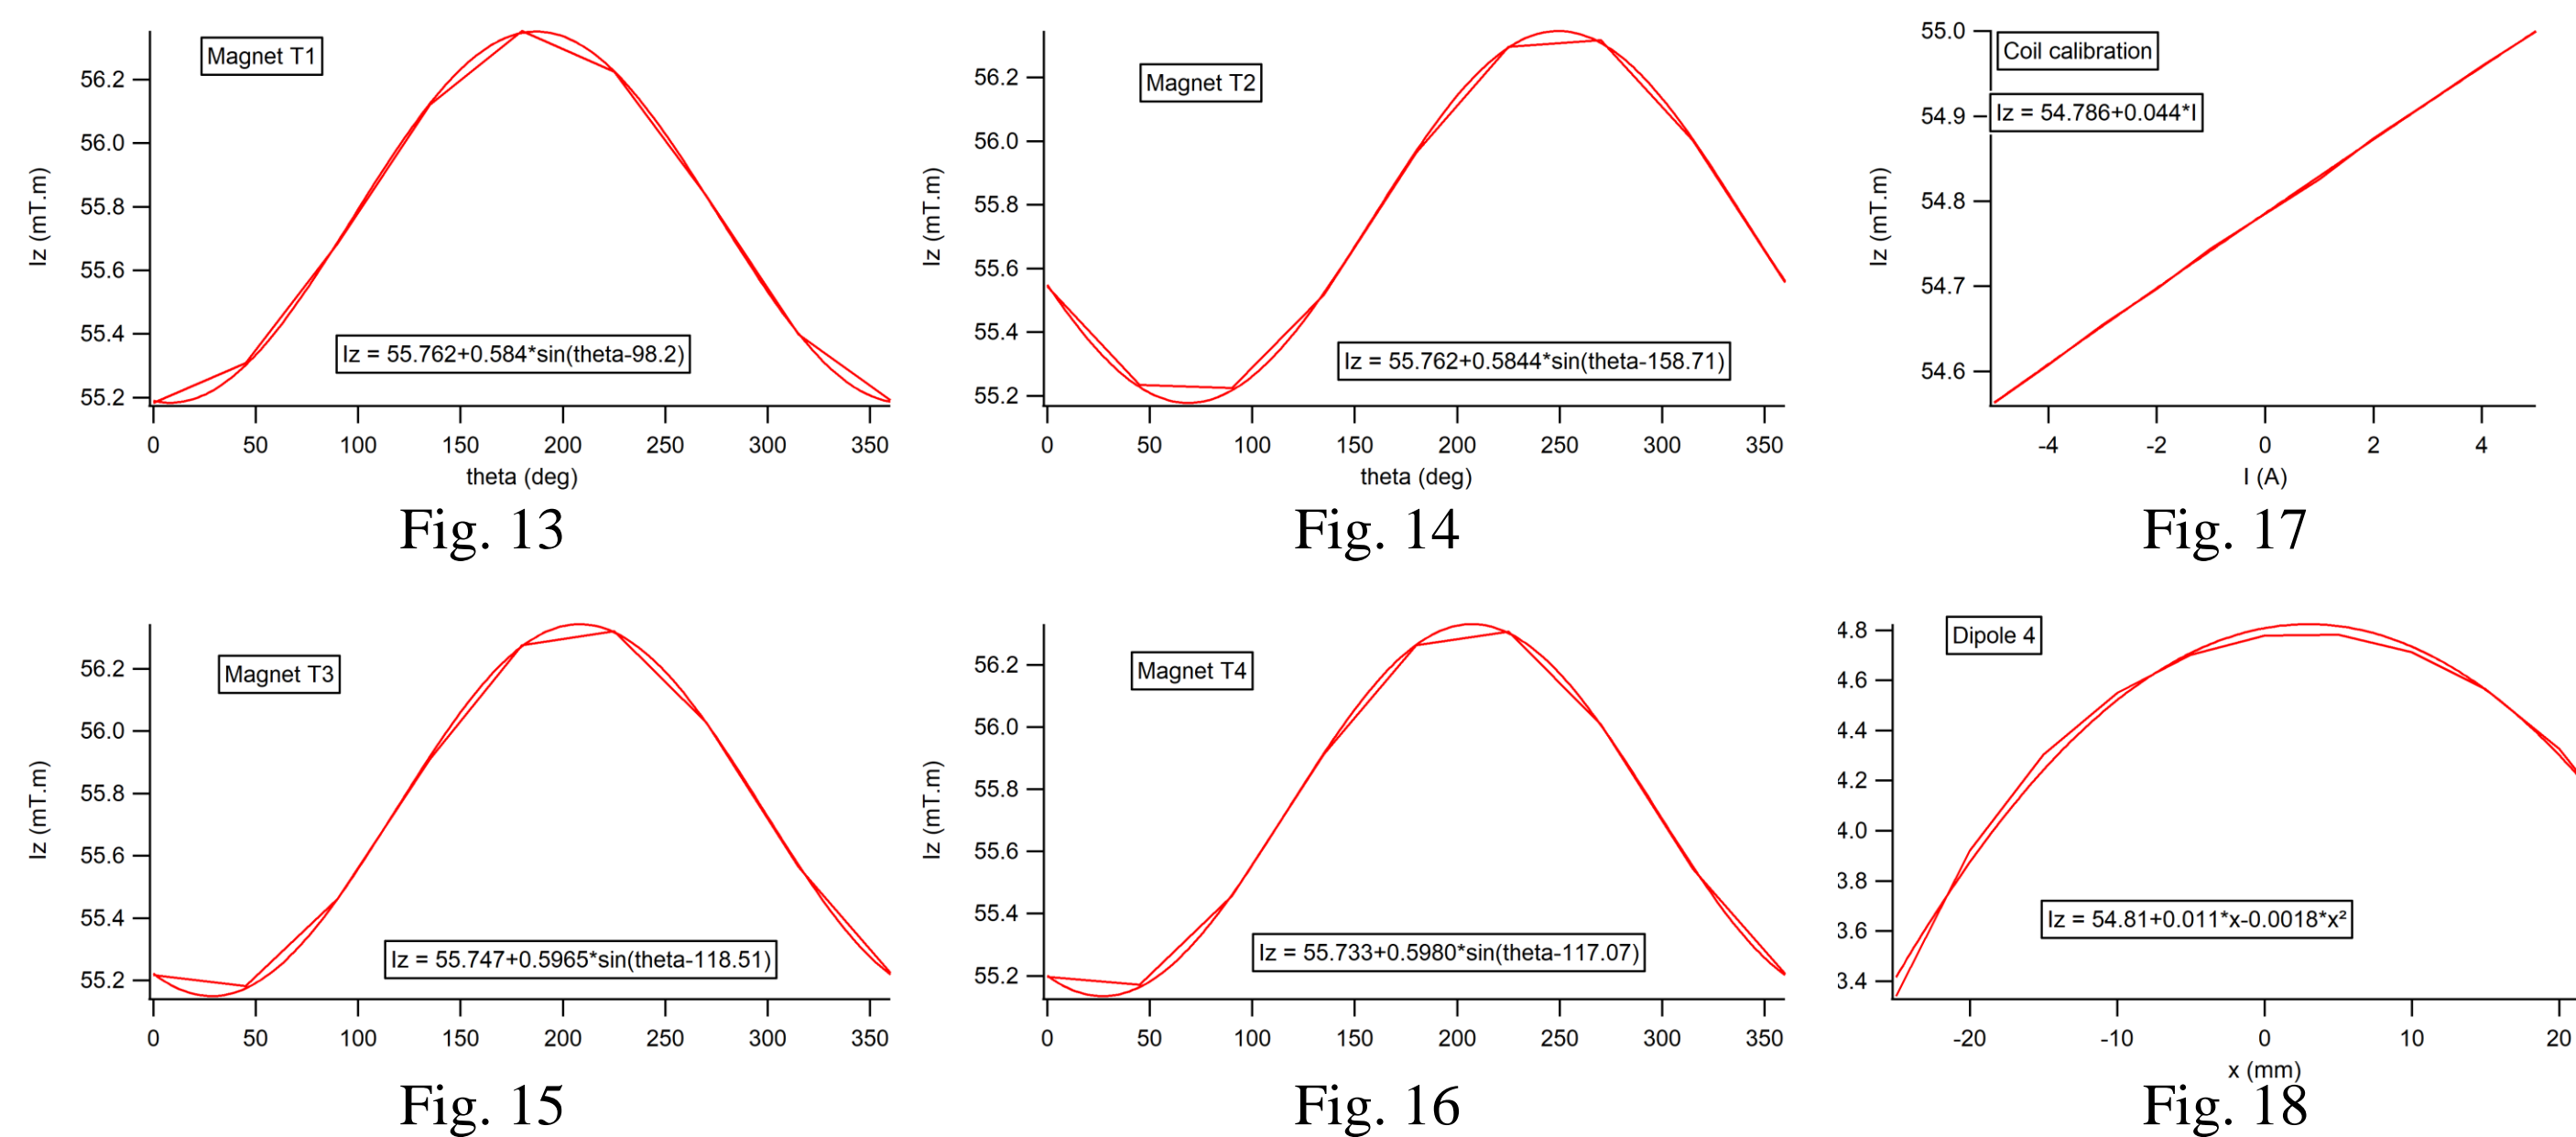 Magnet T1
56.2
56.0
55.8
55.6
55.4
55.2
Iz (mT.m)
Iz = 55.762+0.584*sin(theta-98.2)
0 50 100 150 200 250 300 350
theta (deg)
Fig. 13
Magnet T2
56.2
56.0
55.8
55.6
55.4
55.2
Iz (mT.m)
Iz = 55.762+0.5844*sin(theta-158.71)
0 50 100 150 200 250 300 350
theta (deg)
Fig. 14
55.0
54.9
54.8
54.7
54.6
Coil calibration
Iz = 54.786+0.044*I
Iz (mT.m)
-4 -2 0 2 4
I (A)
Fig. 17
Magnet T3
56.2
56.0
55.8
55.6
55.4
55.2
Iz (mT.m)
Iz = 55.747+0.5965*sin(theta-118.51)
0 50 100 150 200 250 300 350
Fig. 15
Magnet T4
56.2
56.0
55.8
55.6
55.4
55.2
Iz (mT.m)
Iz = 55.733+0.5980*sin(theta-117.07)
0 50 100 150 200 250 300 350
Fig. 16
Dipole 4
4.8
4.6
4.4
4.2
4.0
3.8
3.6
3.4
Iz = 54.81+0.011*x-0.0018*x²
-20 -10 0 10 20
x (mm)
Fig. 18